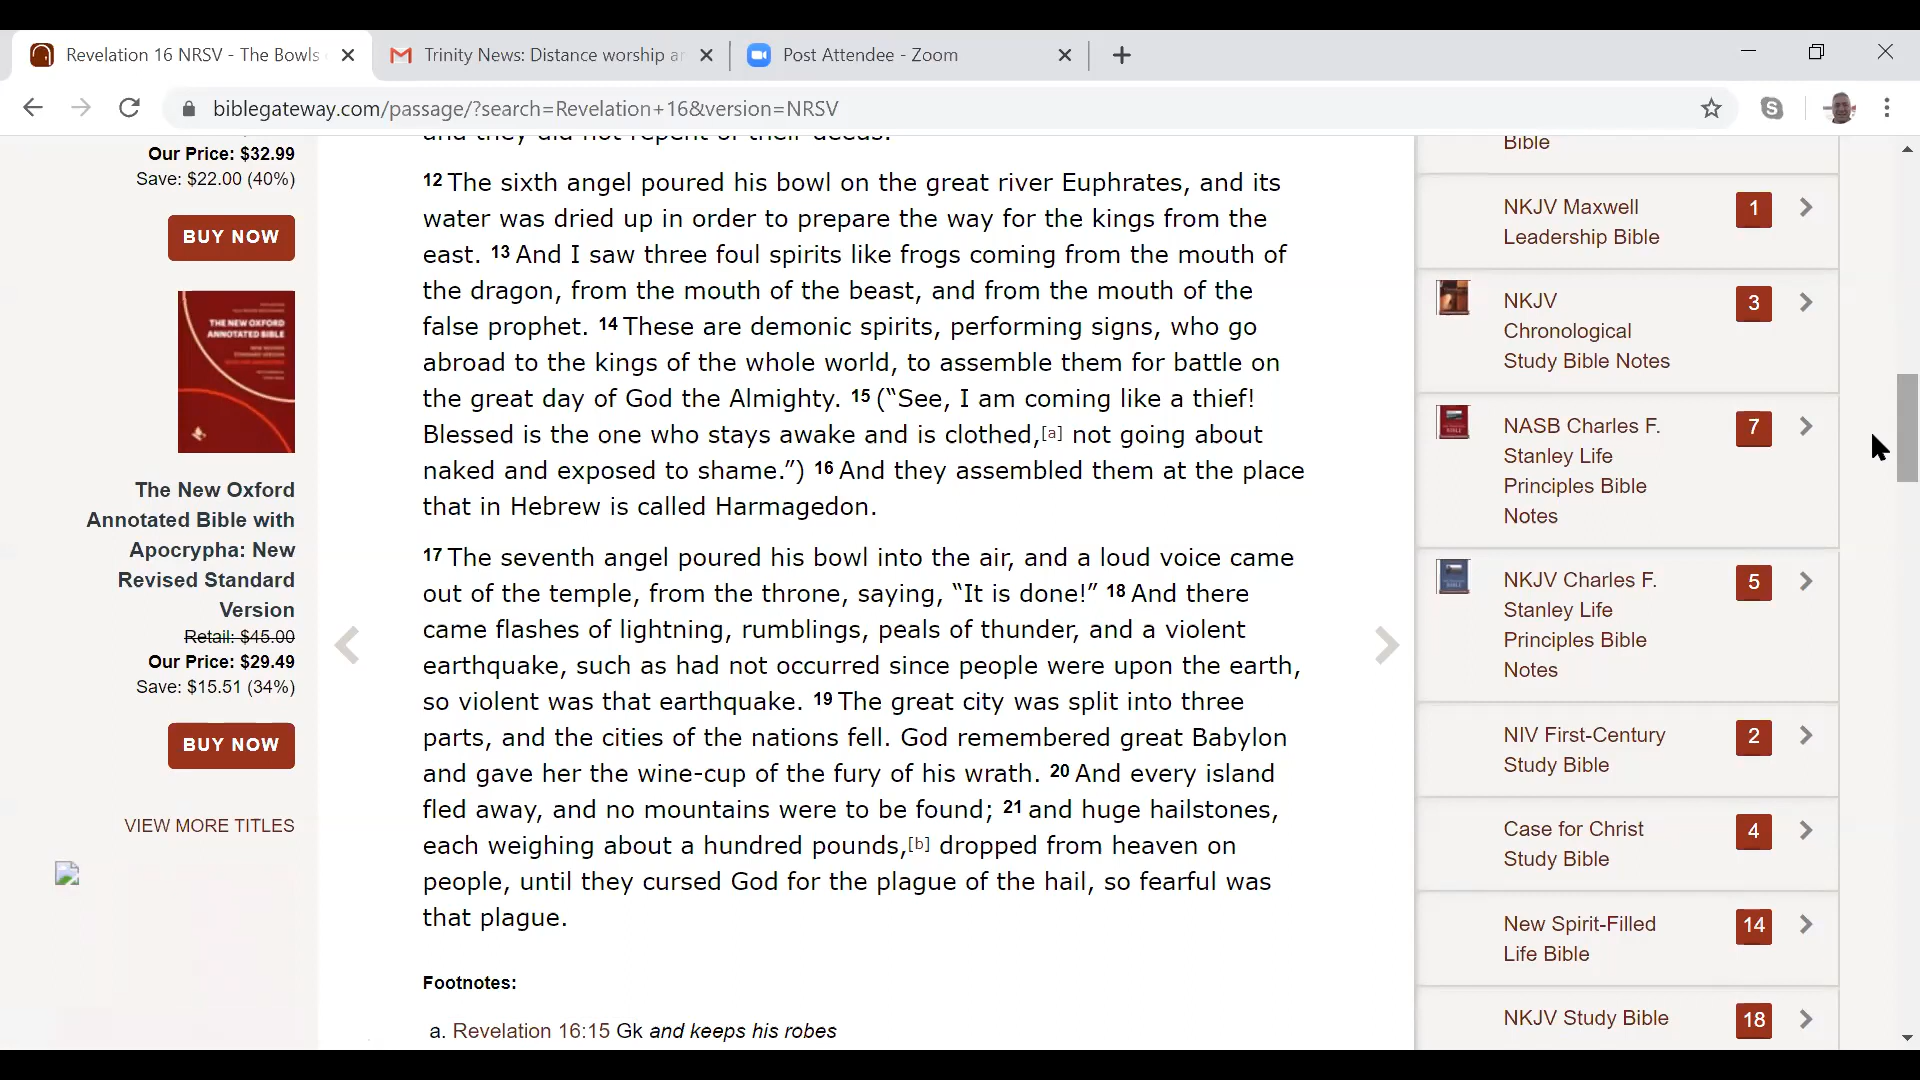 Revelation 16 NRSV - The Bowls
Trinity News: Distance worship ar
Post Attendee - Zoom
biblegateway.com/passage/?search=Revelation+16&version=NRSV
Our Price: $32.99
Save: $22.00 (40%)
BUY NOW
THE NEW OXFORD
ANNOTATED BIBLE
The New Oxford
Annotated Bible with
Apocrypha: New
Revised Standard
Version
Retail: $45.00
Our Price: $29.49
Save: $15.51 (34%)
BUY NOW
VIEW MORE TITLES
and they did not repent of their deeds.
12 The sixth angel poured his bowl on the great river Euphrates, and its
water was dried up in order to prepare the way for the kings from the
east. 13 And I saw three foul spirits like frogs coming from the mouth of
the dragon, from the mouth of the beast, and from the mouth of the
false prophet. 14 These are demonic spirits, performing signs, who go
abroad to the kings of the whole world, to assemble them for battle on
the great day of God the Almighty. 15 (“See, I am coming like a thief!
Blessed is the one who stays awake and is clothed,[a] not going about
naked and exposed to shame.”) 16 And they assembled them at the place
that in Hebrew is called Harmagedon.
17 The seventh angel poured his bowl into the air, and a loud voice came
out of the temple, from the throne, saying, “It is done!” 18 And there
came flashes of lightning, rumblings, peals of thunder, and a violent
earthquake, such as had not occurred since people were upon the earth,
so violent was that earthquake. 19 The great city was split into three
parts, and the cities of the nations fell. God remembered great Babylon
and gave her the wine-cup of the fury of his wrath. 20 And every island
fled away, and no mountains were to be found; 21 and huge hailstones,
each weighing about a hundred pounds,[b] dropped from heaven on
people, until they cursed God for the plague of the hail, so fearful was
that plague.
Footnotes:
a. Revelation 16:15 Gk and keeps his robes
Bible
NKJV Maxwell 1
Leadership Bible
NKJV 3
Chronological
Study Bible Notes
NASB Charles F. 7
Stanley Life
Principles Bible
Notes
NKJV Charles F. 5
Stanley Life
Principles Bible
Notes
NIV First-Century 2
Study Bible
Case for Christ 4
Study Bible
New Spirit-Filled 14
Life Bible
NKJV Study Bible 18